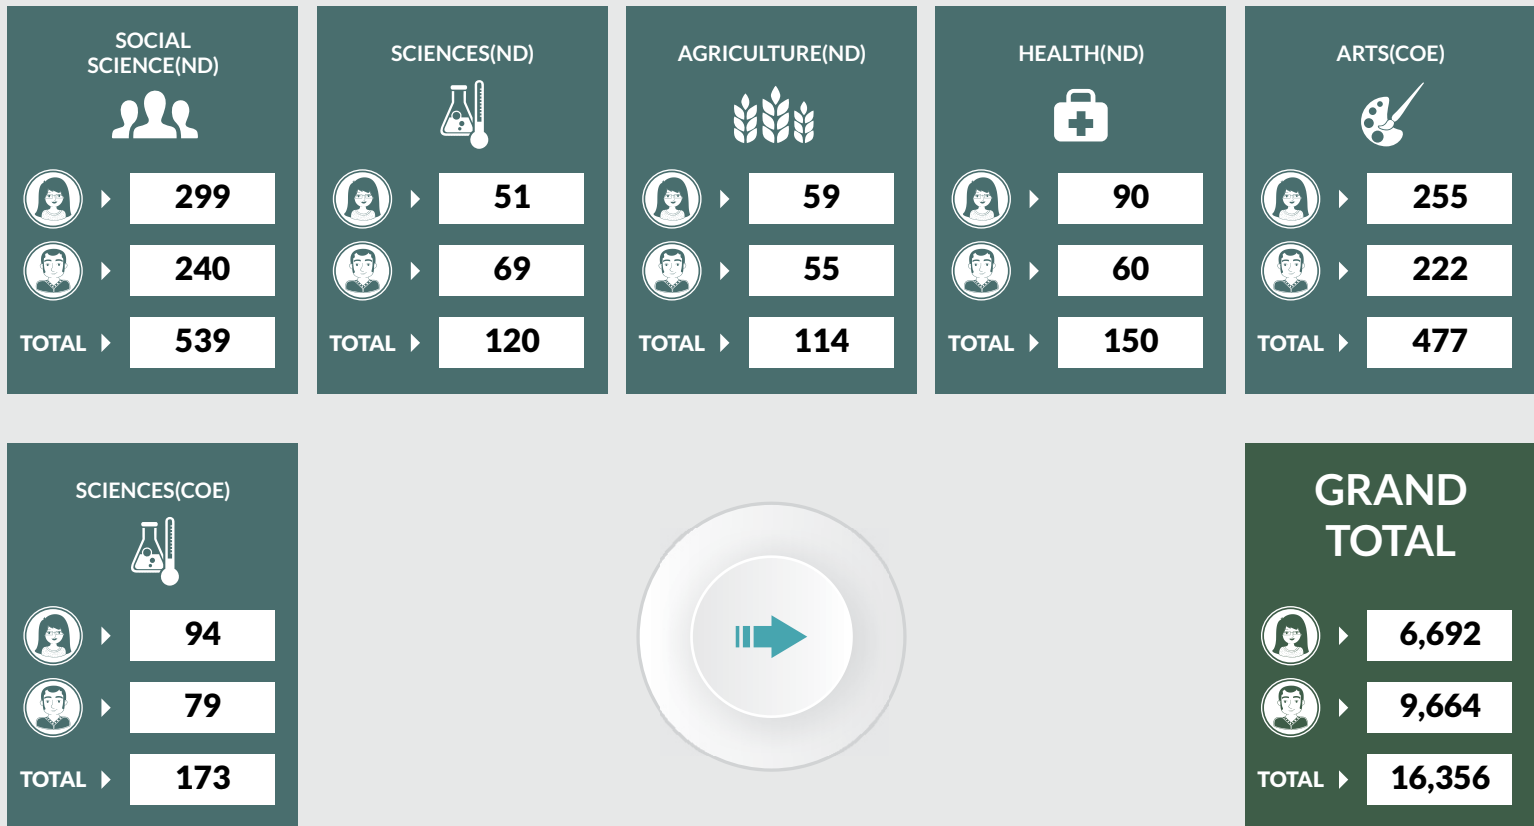 SOCIAL
SCIENCE(ND)
299
240
TOTAL 539
SCIENCES(ND)
51
69
TOTAL 120
AGRICULTURE(ND)
59
55
TOTAL 114
HEALTH(ND)
90
60
TOTAL 150
ARTS(COE)
255
222
TOTAL 477
SCIENCES(COE)
94
79
TOTAL 173
GRAND
TOTAL
6,692
9,664
TOTAL 16,356